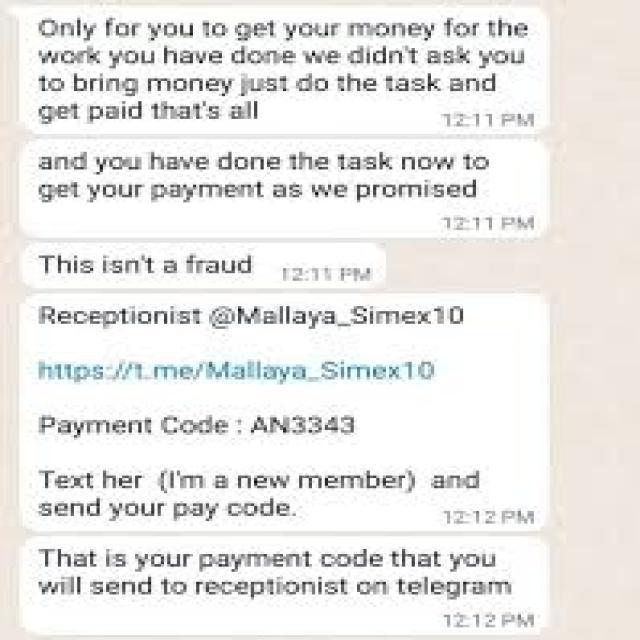 Only for you to get your money for the
work you have done we didn't ask you
to bring money just do the task and
get paid that's all
12:11 PM
and you have done the task now to
get your payment as we promised
12:11 PM
This isn't a fraud 12:11 PM
Receptionist @Mallaya_Simex10
https://t.me/Mallaya_Simex10
Payment Code : AN3343
Text her (I'm a new member) and
send your pay code.
12:12 PM
That is your payment code that you
will send to receptionist on telegram
12:12 PM